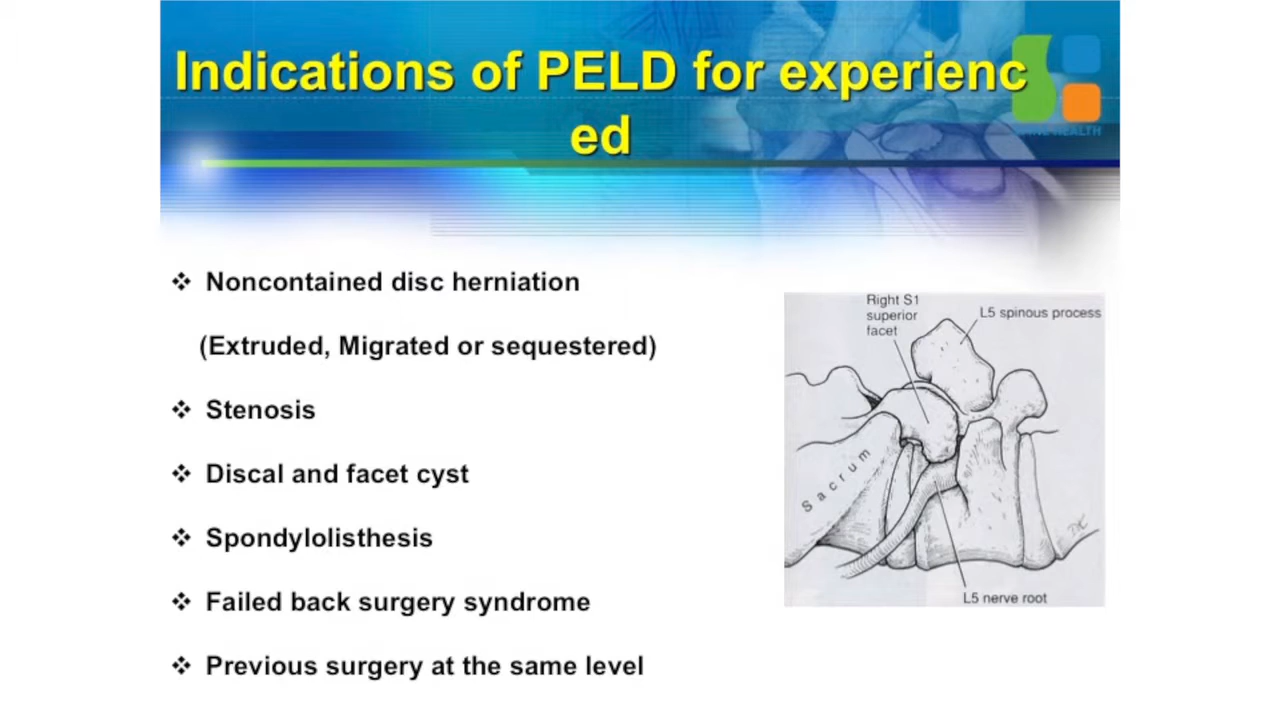 Indications of PELD for experienc
ed
HEALTH
❖ Noncontained disc herniation
(Extruded, Migrated or sequestered)
❖ Stenosis
❖ Discal and facet cyst
❖ Spondylolisthesis
❖ Failed back surgery syndrome
❖ Previous surgery at the same level
Right S1
superior
facet
L5 spinous process
Sacrum
L5 nerve root